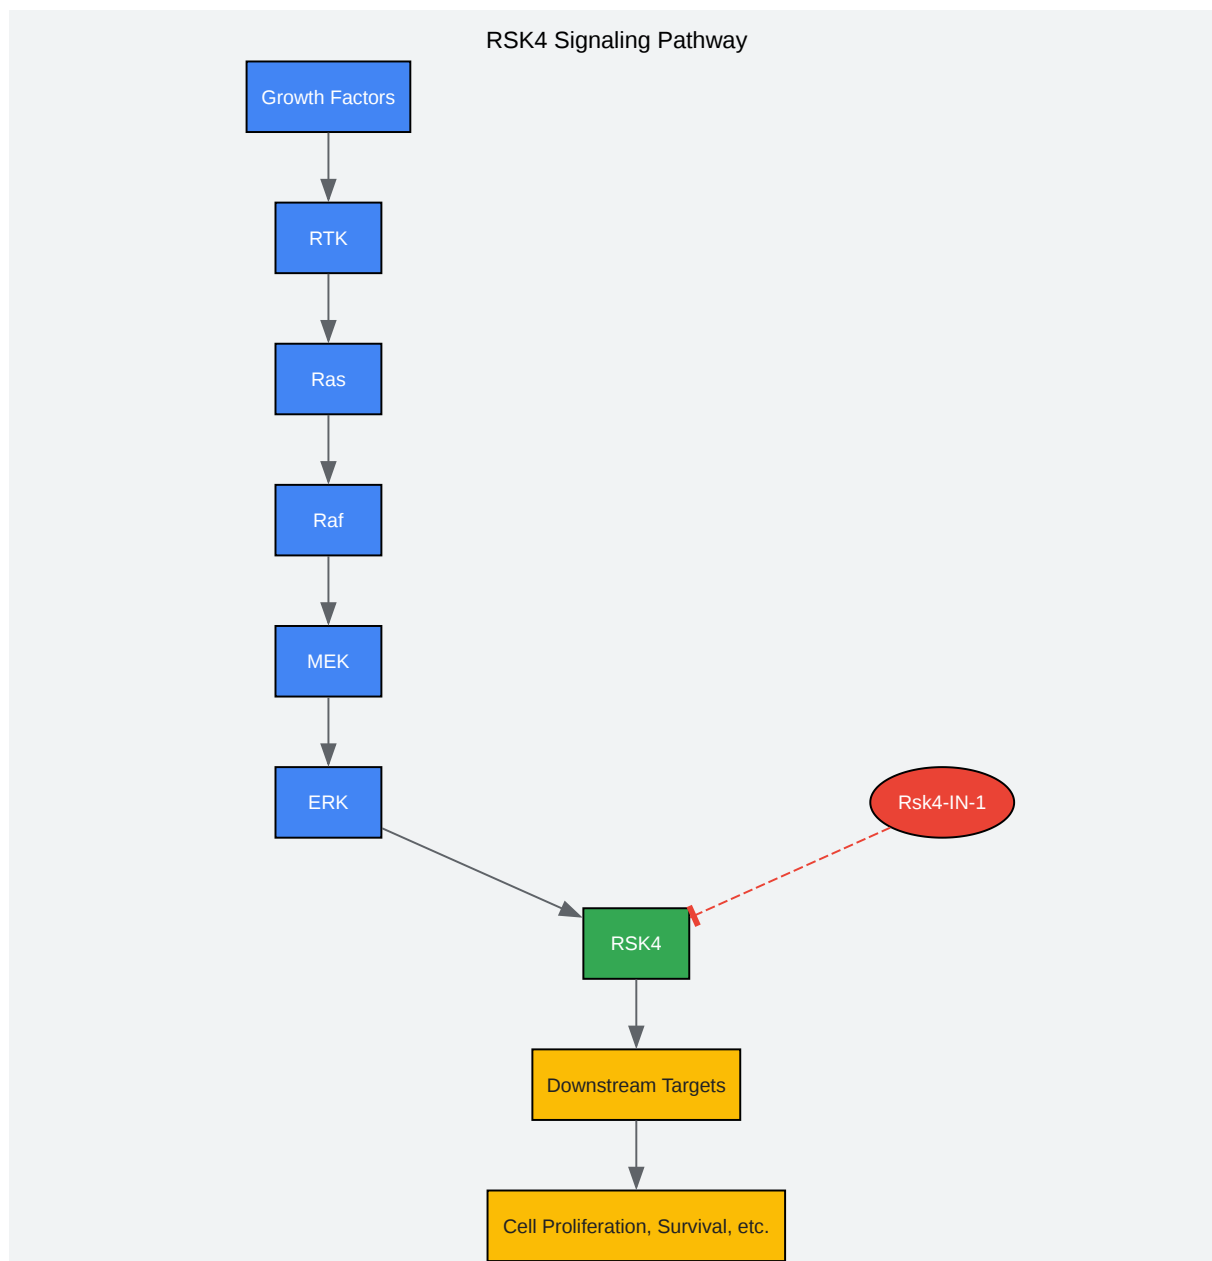 RSK4 Signaling Pathway
Growth Factors
RTK
Ras
Raf
MEK
ERK
Rsk4-IN-1
RSK4
Downstream Targets
Cell Proliferation, Survival, etc.